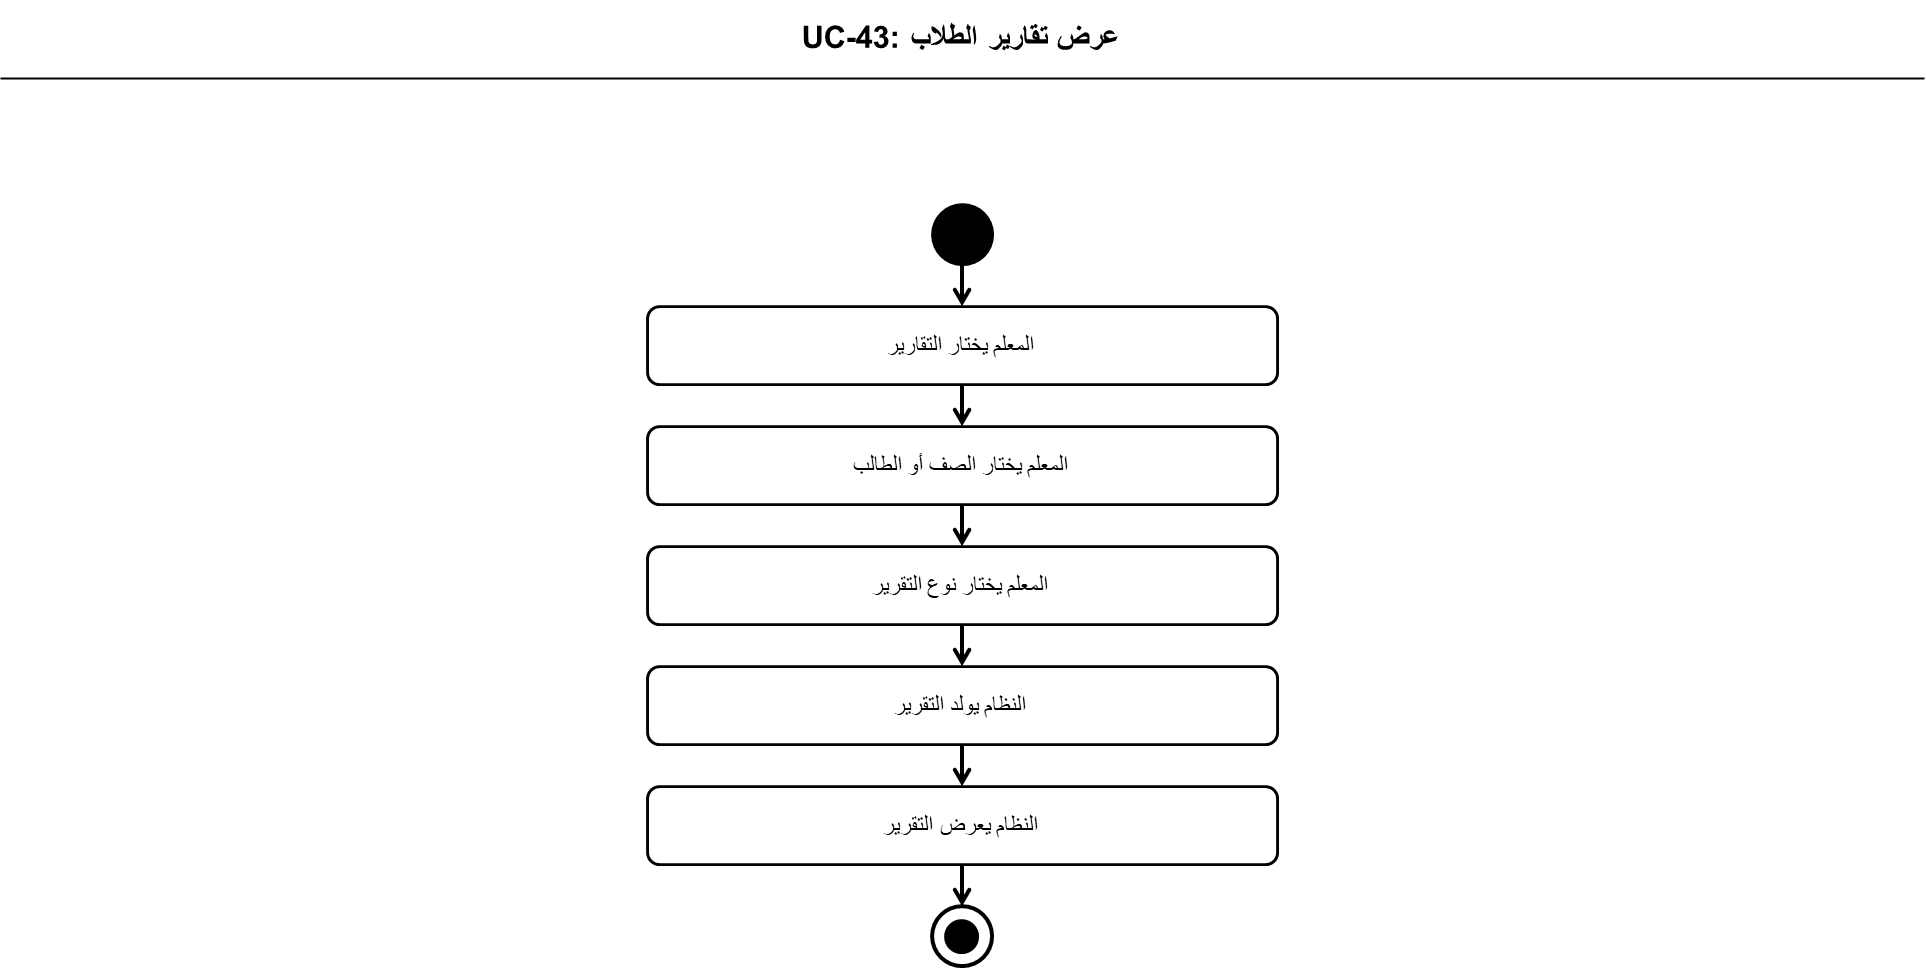 UC-43: عرض تقارير الطلاب
المعلم يختار التقارير
المعلم يختار الصف أو الطالب
المعلم يختار نوع التقرير
النظام يولد التقرير
النظام يعرض التقرير